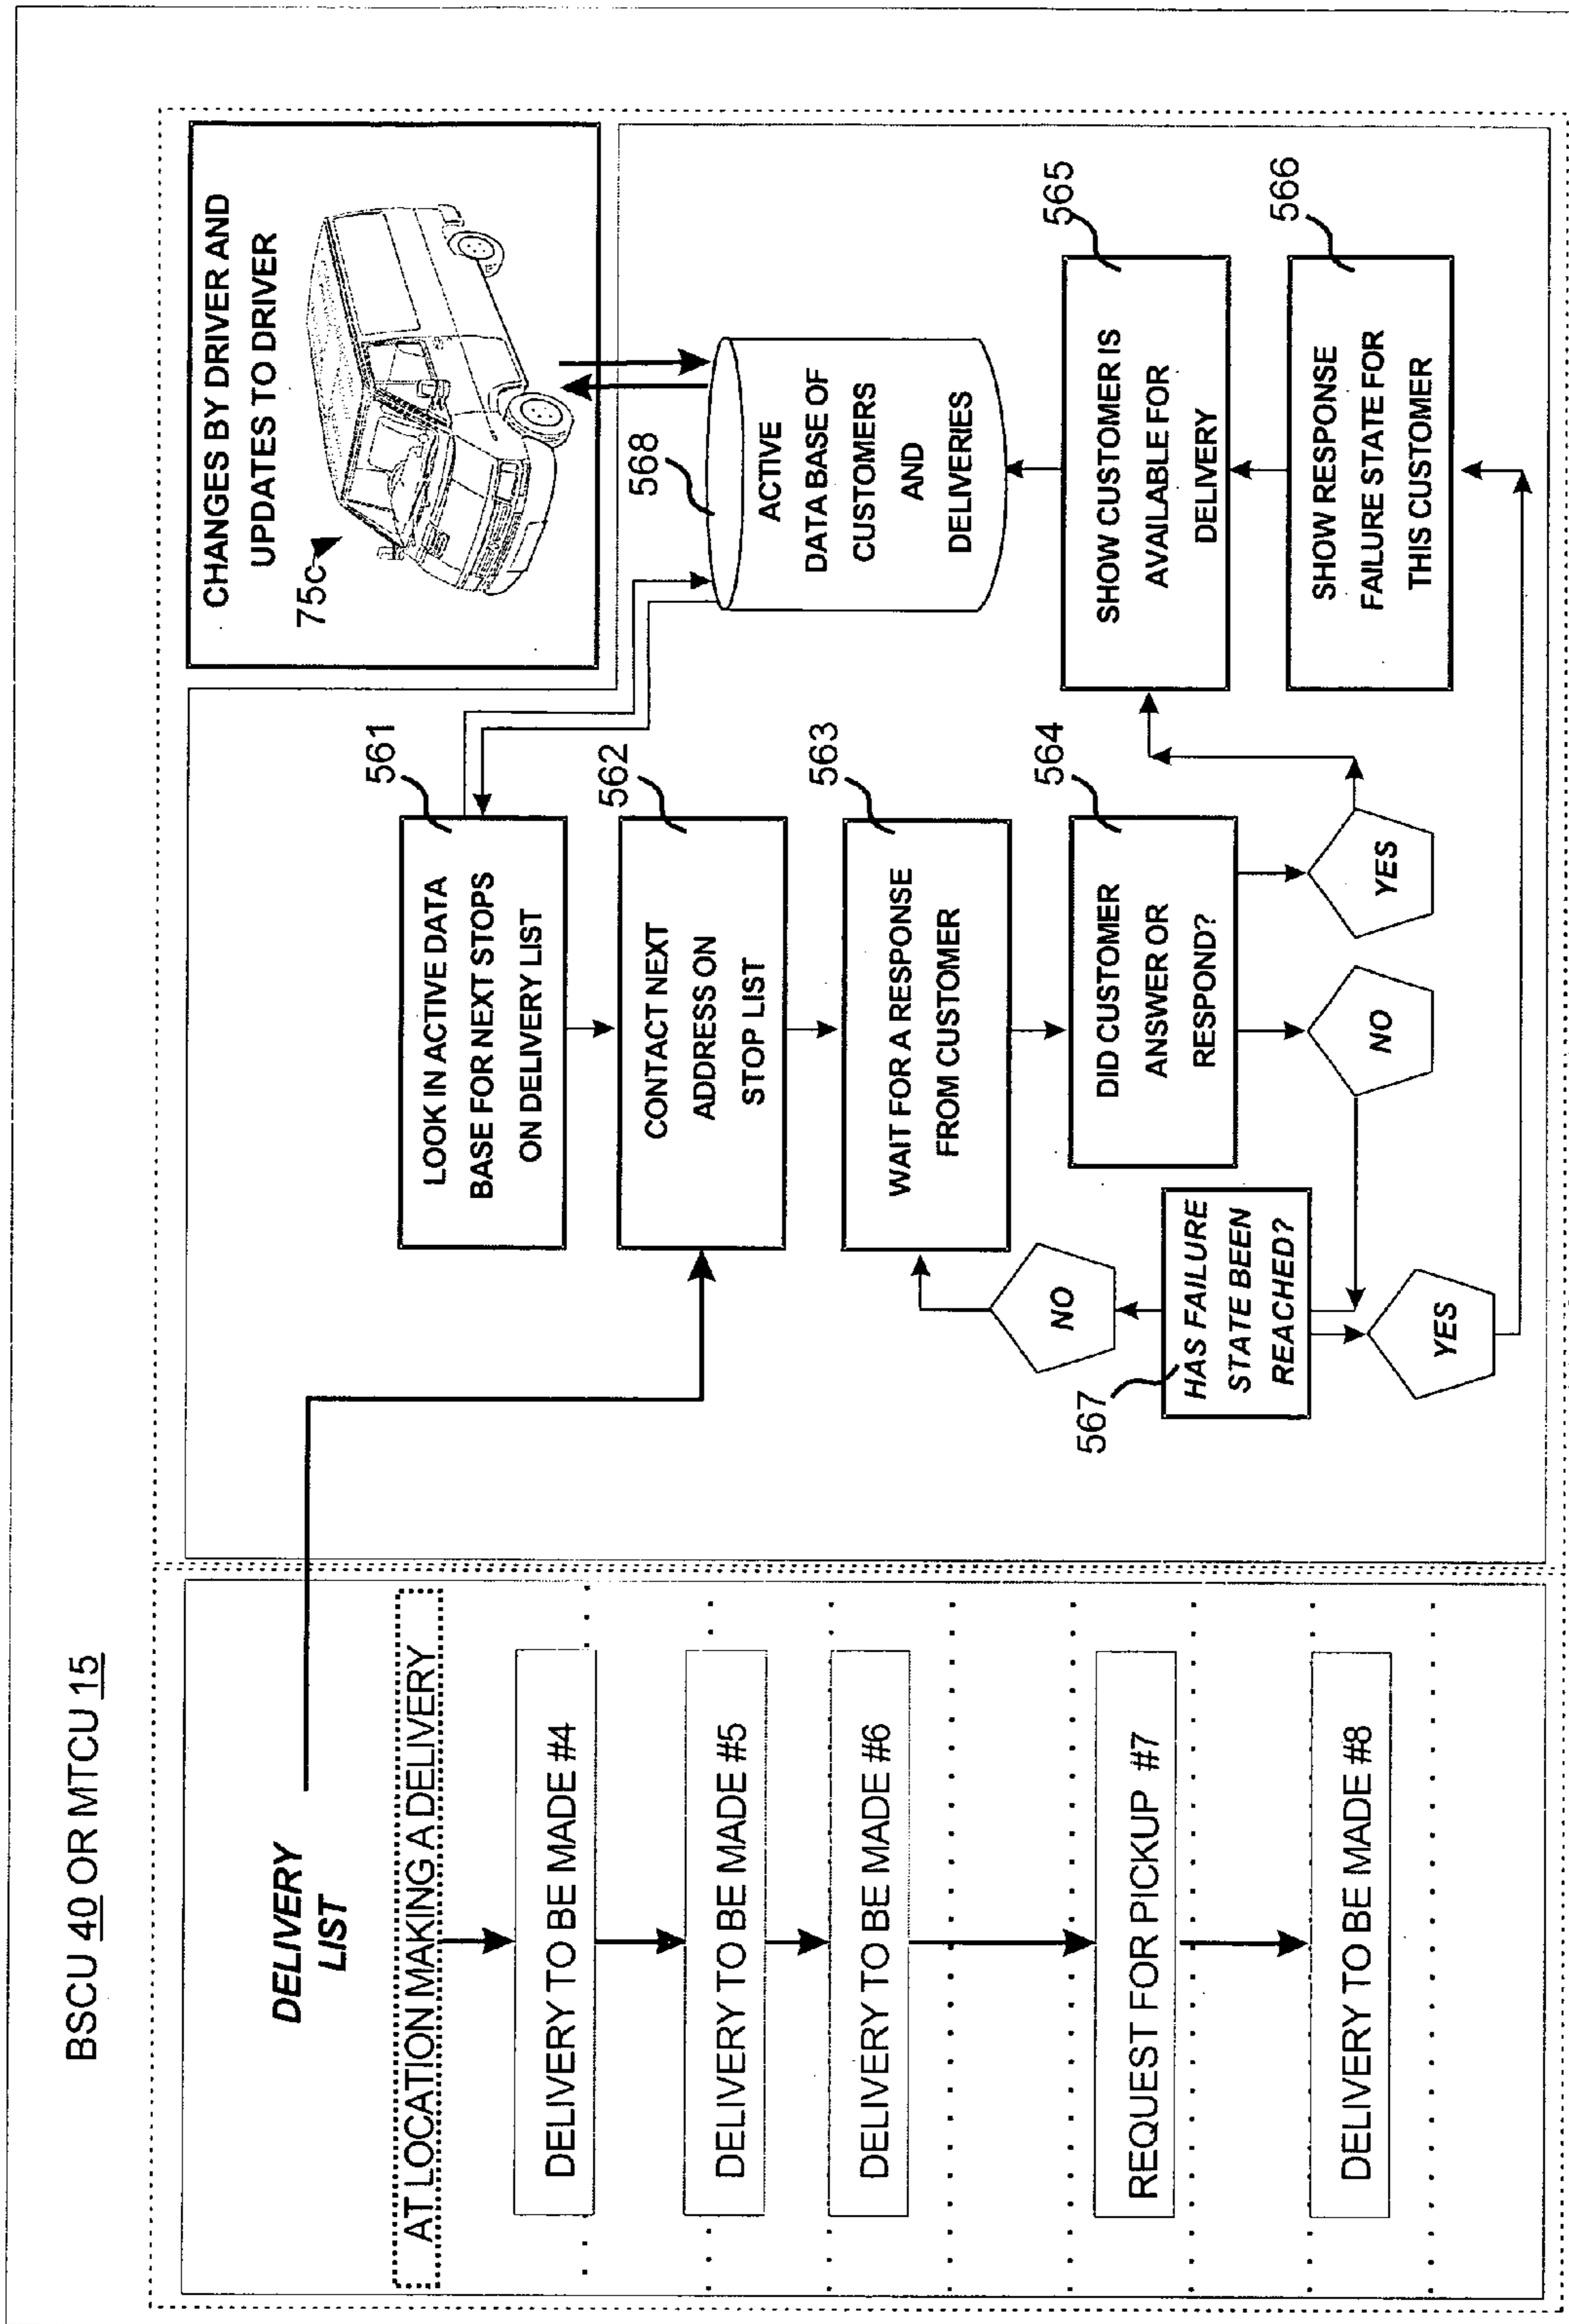 BSCU 40 OR MTCU 15
DELIVERY
LIST
AT LOCATION MAKING A DELIVERY
DELIVERY TO BE MADE #4
DELIVERY TO BE MADE #5
DELIVERY TO BE MADE #6
REQUEST FOR PICKUP #7
DELIVERY TO BE MADE #8
561
LOOK IN ACTIVE DATA
BASE FOR NEXT STOPS
ON DELIVERY LIST
562
CONTACT NEXT
ADDRESS ON
STOP LIST
563
WAIT FOR A RESPONSE
FROM CUSTOMER
564
DID CUSTOMER
ANSWER OR
RESPOND?
NO
YES
567
HAS FAILURE
STATE BEEN
REACHED?
NO
YES
CHANGES BY DRIVER AND
UPDATES TO DRIVER
75c
568
ACTIVE
DATA BASE OF
CUSTOMERS
AND
DELIVERIES
565
SHOW CUSTOMER IS
AVAILABLE FOR
DELIVERY
566
SHOW RESPONSE
FAILURE STATE FOR
THIS CUSTOMER